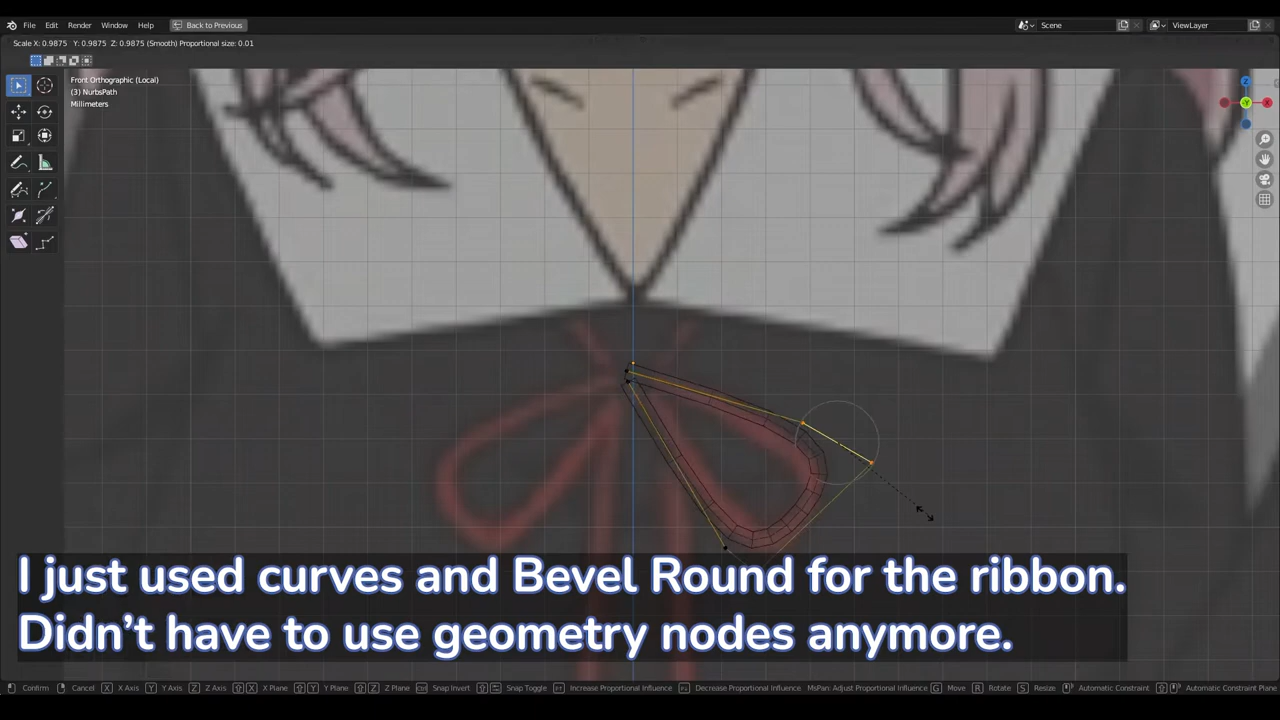 File Edit Render Window Help Back to Previous Scene ViewLayer
Scale X: 0.9875 Y: 0.9875 Z: 0.9875 (Smooth) Proportional size: 0.01
Front Orthographic (Local)
(3) NurbsPath
Millimeters
Z
Y
X
I just used curves and Bevel Round for the ribbon.
Didn't have to use geometry nodes anymore.
Confirm Cancel X X Axis Y Y Axis Z Z Axis X X Plane Y Y Plane Z Z Plane Ctrl Snap Invert Snap Toggle Increase Proportional Influence Decrease Proportional Influence MsPan: Adjust Proportional Influence G Move R Rotate S Resize Automatic Constraint Automatic Constraint Plane